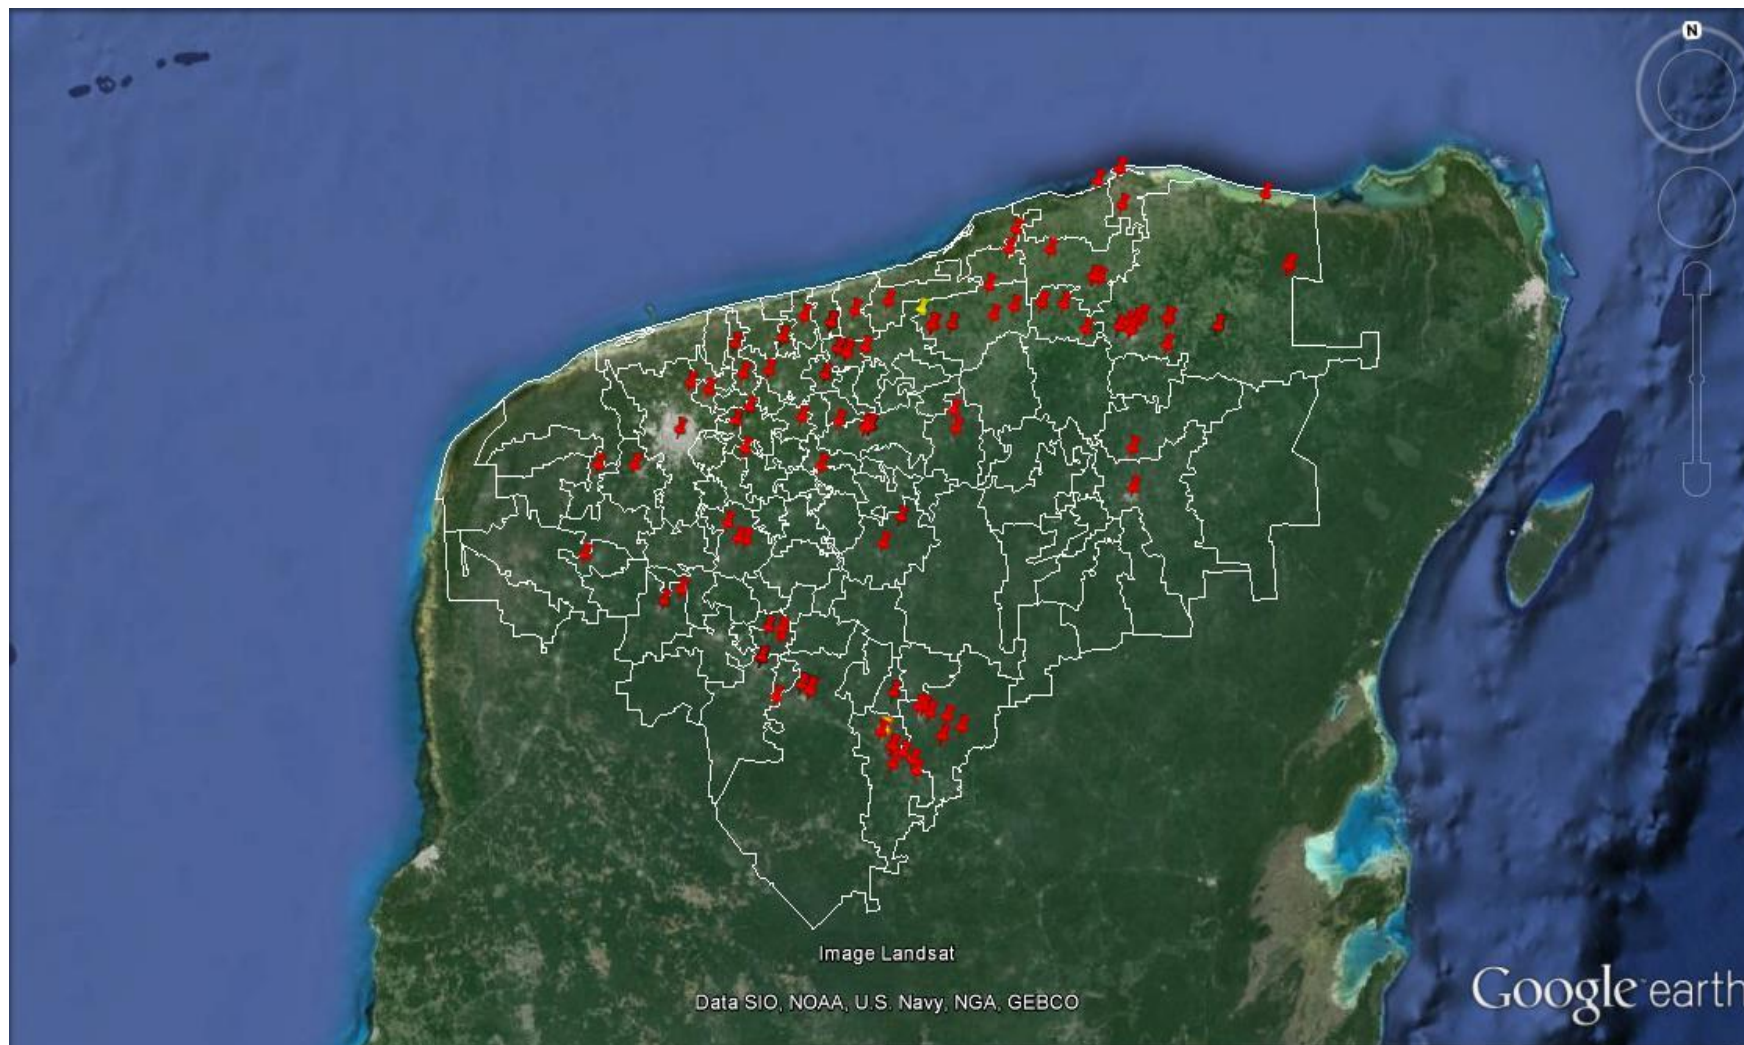 N
Image Landsat
Data SIO, NOAA, U.S. Navy, NGA, GEBCO
Google earth